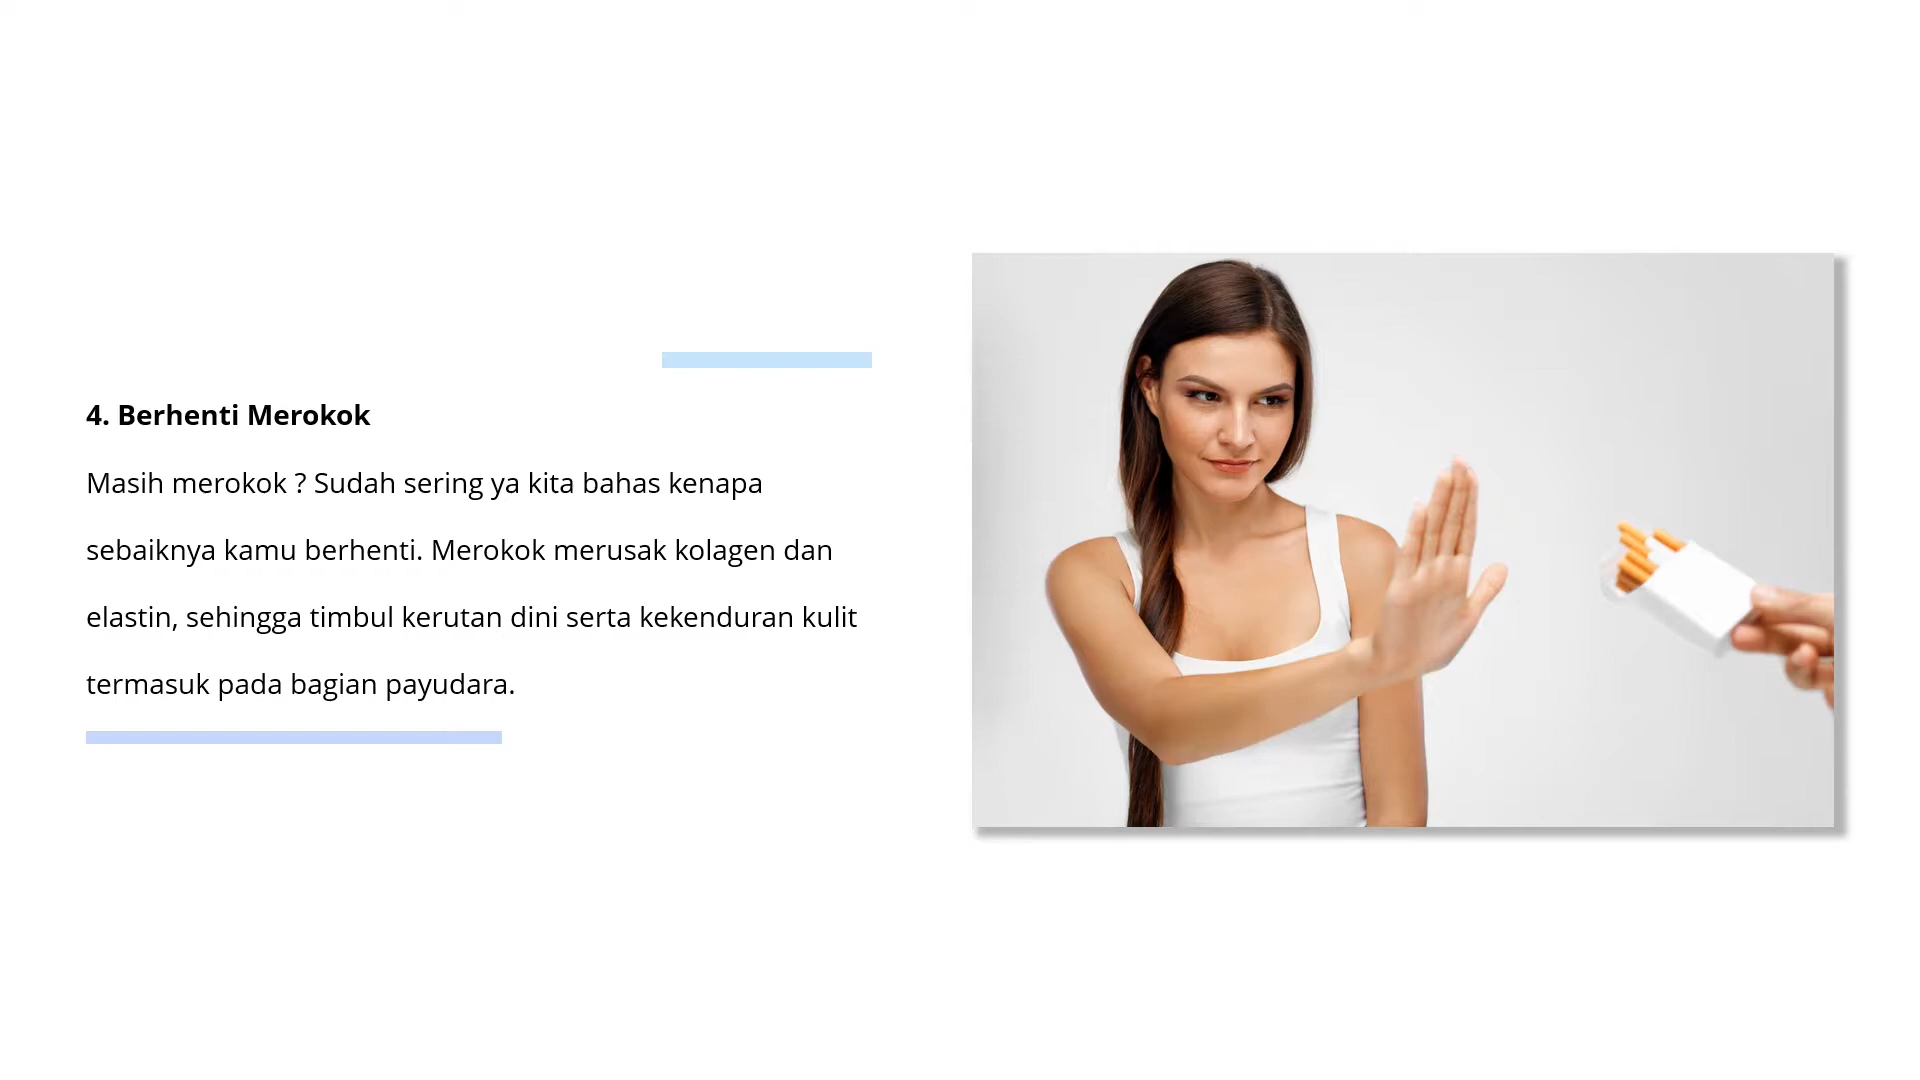 4. Berhenti Merokok
Masih merokok ? Sudah sering ya kita bahas kenapa
sebaiknya kamu berhenti. Merokok merusak kolagen dan
elastin, sehingga timbul kerutan dini serta kekenduran kulit
termasuk pada bagian payudara.